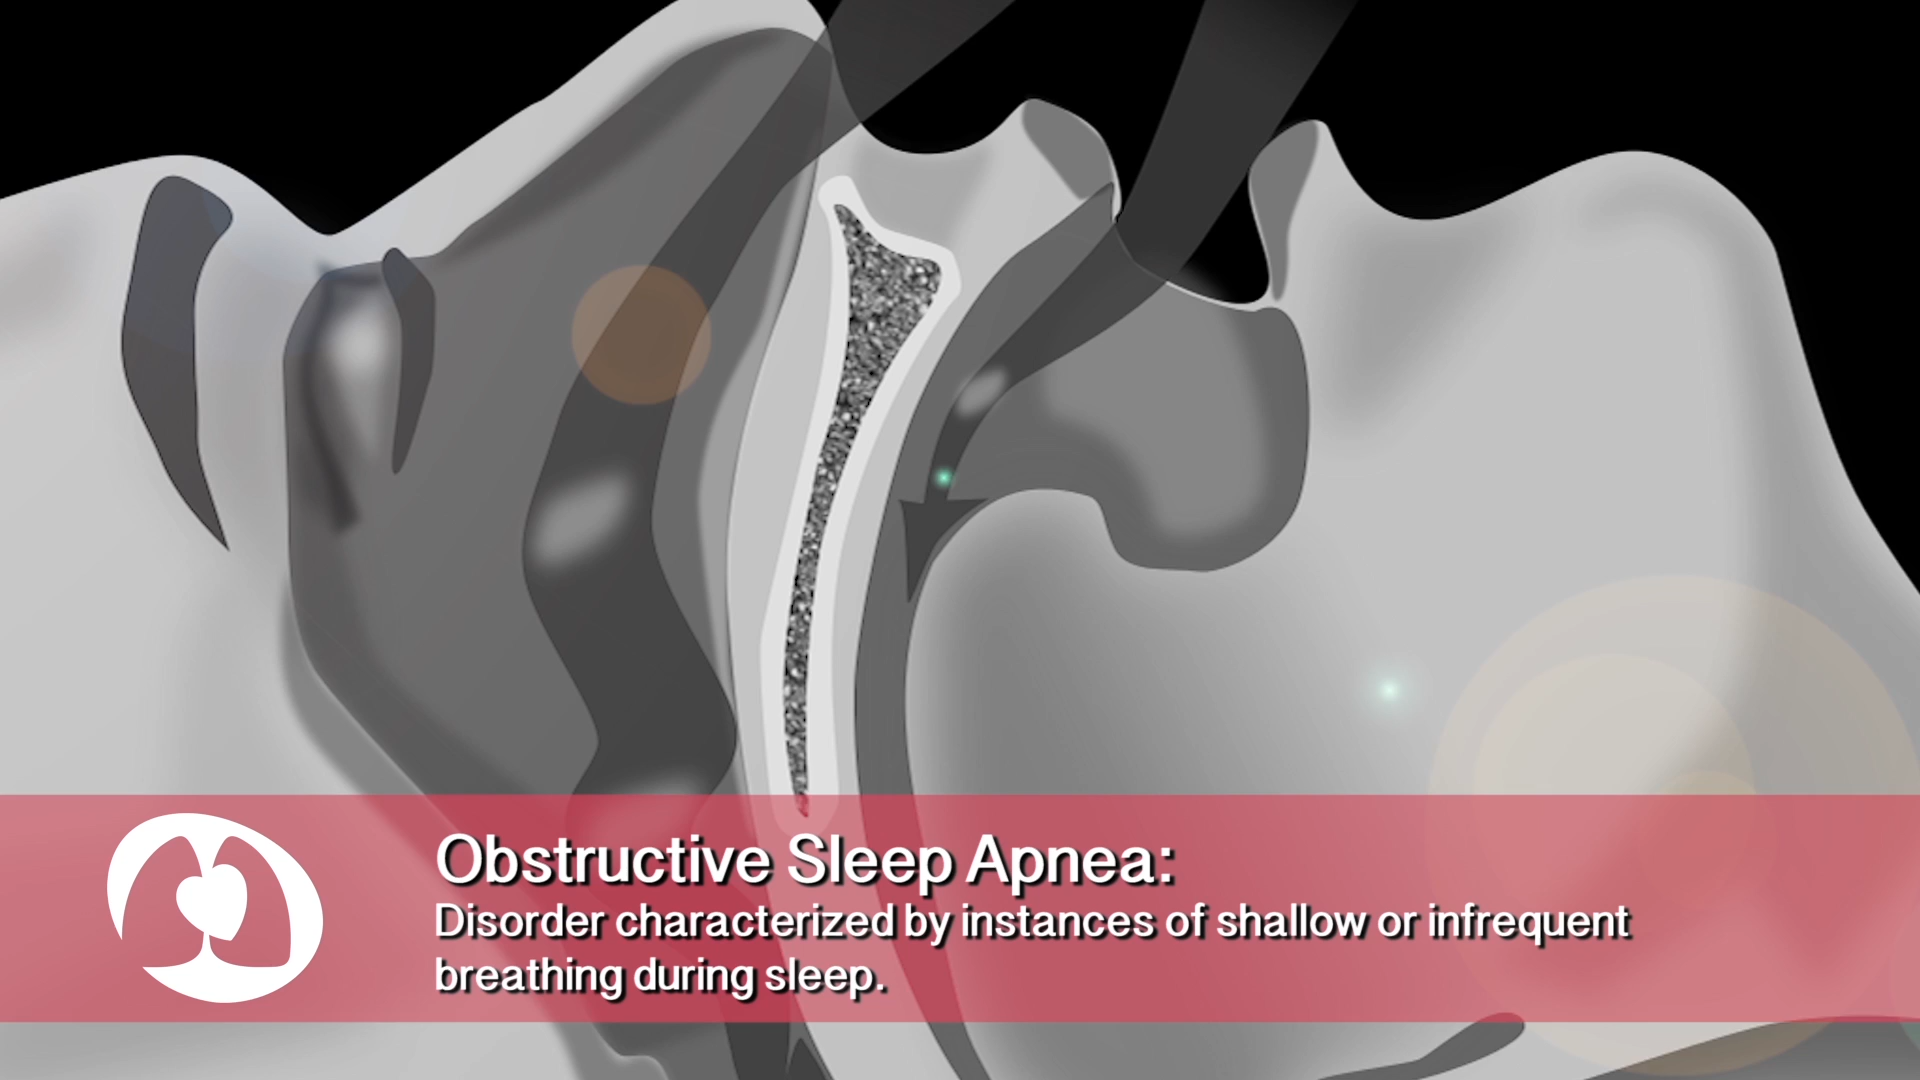 Obstructive Sleep Apnea:
Disorder characterized by instances of shallow or infrequent
breathing during sleep.